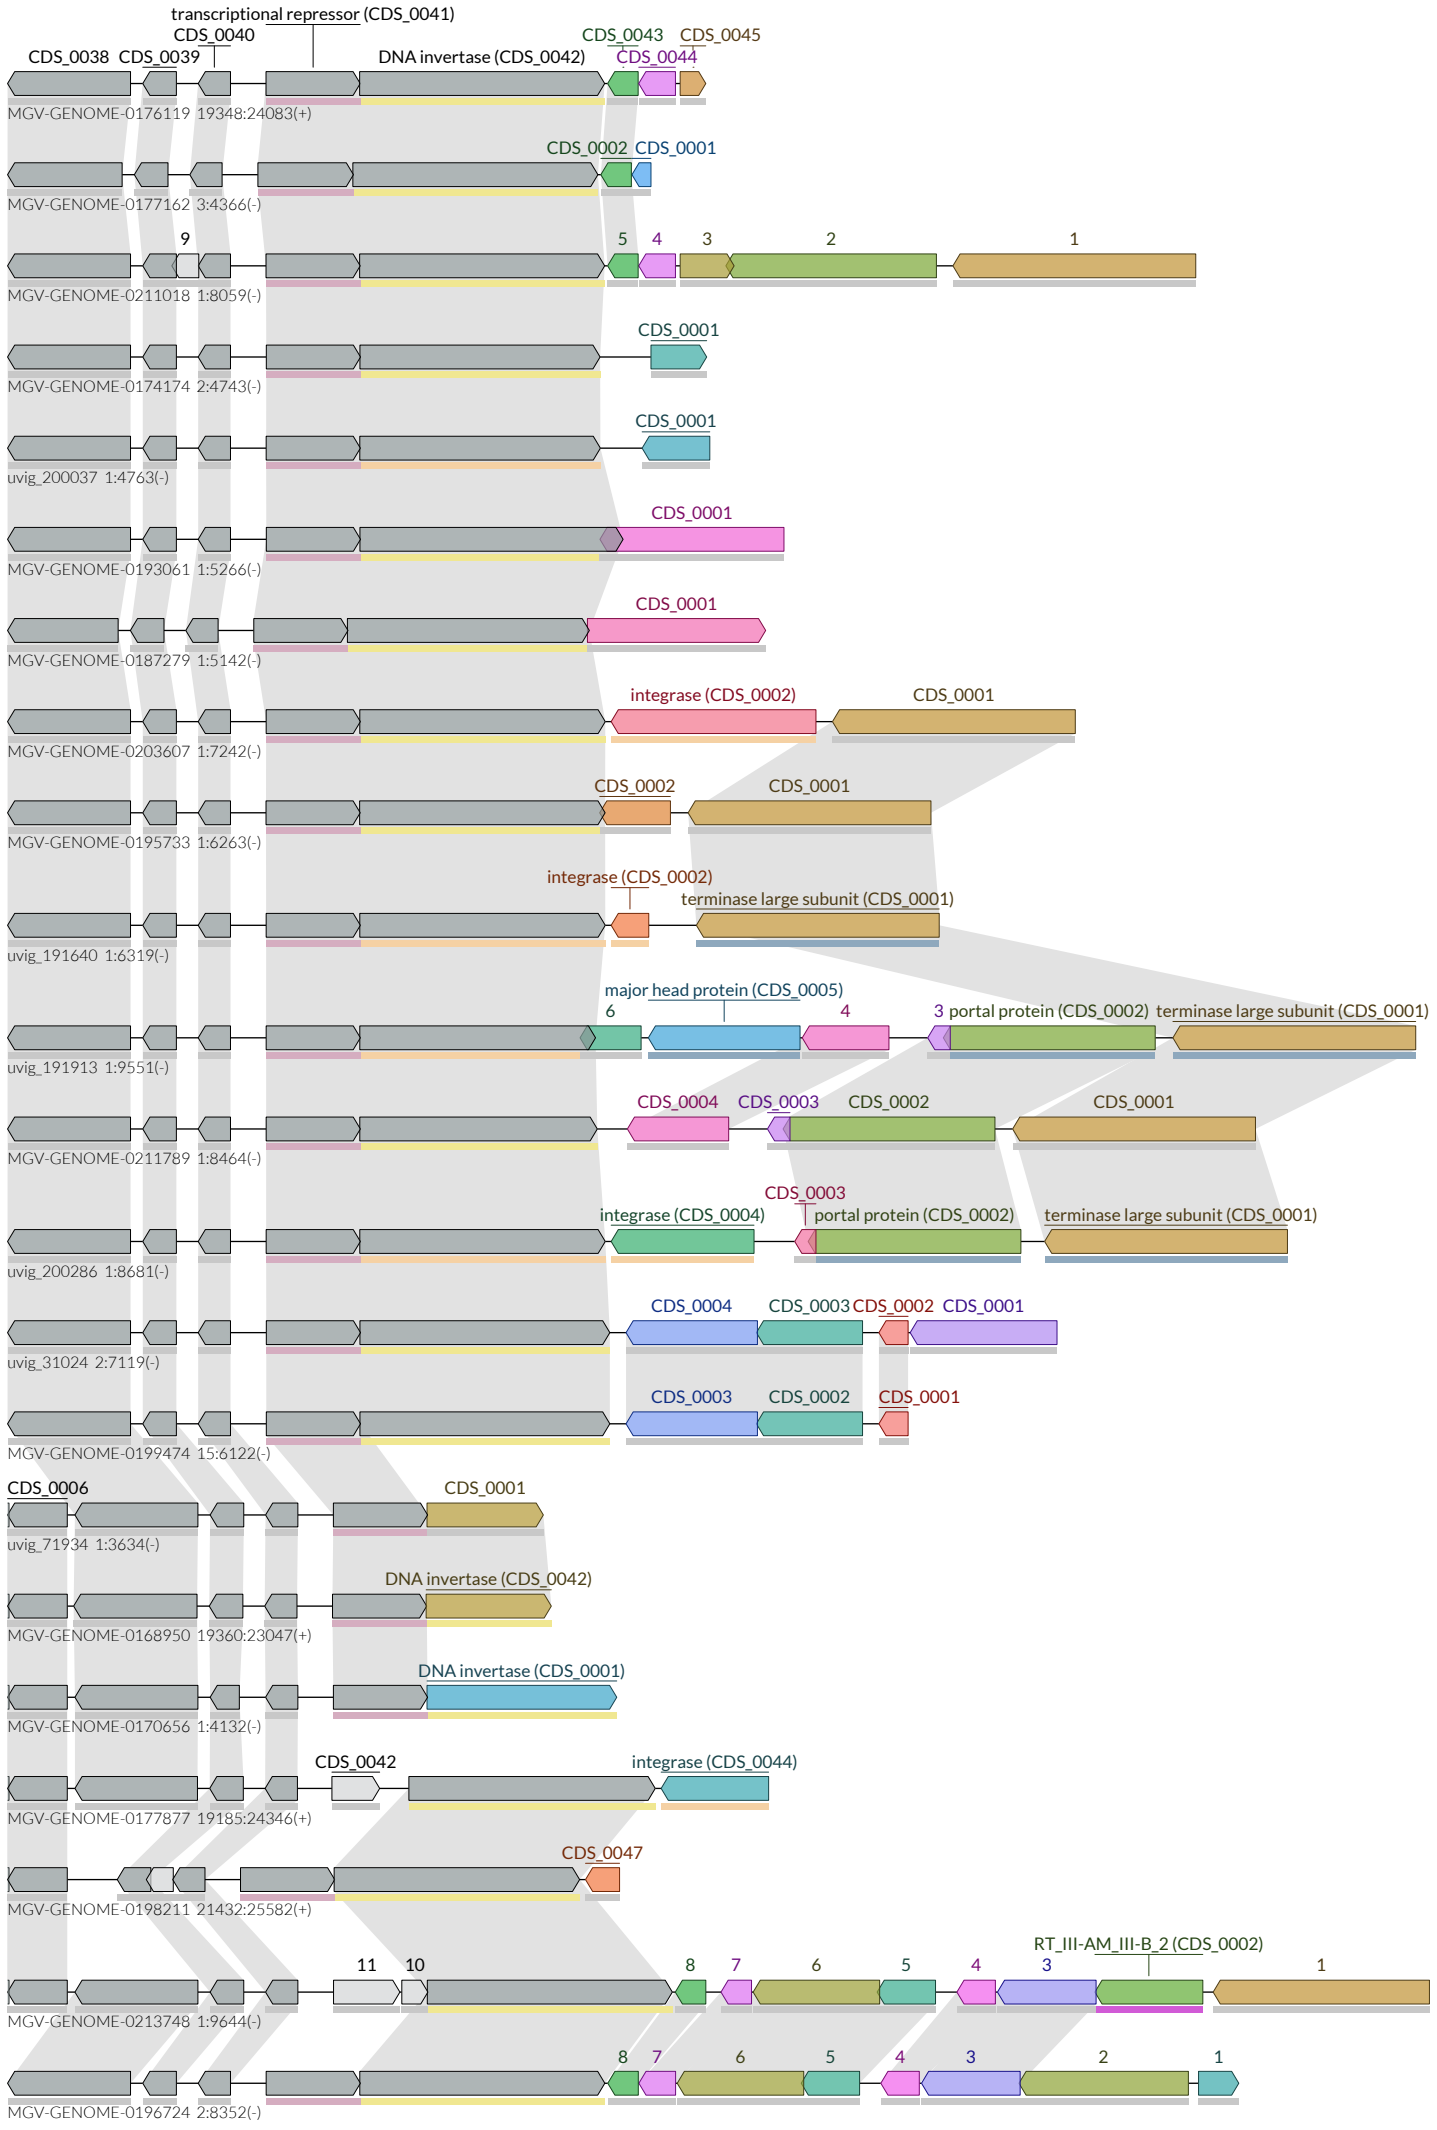 transcriptional repressor (CDS_0041)
CDS_0040 CDS_0043 CDS_0045
CDS_0038 CDS_0039 DNA invertase (CDS_0042) CDS_0044
MGV-GENOME-0176119 19348:24083(+)
CDS_0002 CDS_0001
MGV-GENOME-0177162 3:4366(-)
9 5 4 3 2 1
MGV-GENOME-0211018 1:8059(-)
CDS_0001
MGV-GENOME-0174174 2:4743(-)
CDS_0001
uvig_200037 1:4763(-)
CDS_0001
MGV-GENOME-0193061 1:5266(-)
CDS_0001
MGV-GENOME-0187279 1:5142(-)
integrase (CDS_0002) CDS_0001
MGV-GENOME-0203607 1:7242(-)
CDS_0002 CDS_0001
MGV-GENOME-0195733 1:6263(-)
integrase (CDS_0002)
terminase large subunit (CDS_0001)
uvig_191640 1:6319(-)
major head protein (CDS_0005)
6 4 3 portal protein (CDS_0002) terminase large subunit (CDS_0001)
uvig_191913 1:9551(-)
CDS_0004 CDS_0003 CDS_0002 CDS_0001
MGV-GENOME-0211789 1:8464(-)
CDS_0003
integrase (CDS_0004) portal protein (CDS_0002) terminase large subunit (CDS_0001)
uvig_200286 1:8681(-)
CDS_0004 CDS_0003 CDS_0002 CDS_0001
uvig_31024 2:7119(-)
CDS_0003 CDS_0002 CDS_0001
MGV-GENOME-0199474 15:6122(-)
CDS_0006 CDS_0001
uvig_71934 1:3634(-)
DNA invertase (CDS_0042)
MGV-GENOME-0168950 19360:23047(+)
DNA invertase (CDS_0001)
MGV-GENOME-0170656 1:4132(-)
CDS_0042 integrase (CDS_0044)
MGV-GENOME-0177877 19185:24346(+)
CDS_0047
MGV-GENOME-0198211 21432:25582(+)
RT_III-AM_III-B_2 (CDS_0002)
11 10 8 7 6 5 4 3 1
MGV-GENOME-0213748 1:9644(-)
8 7 6 5 4 3 2 1
MGV-GENOME-0196724 2:8352(-)